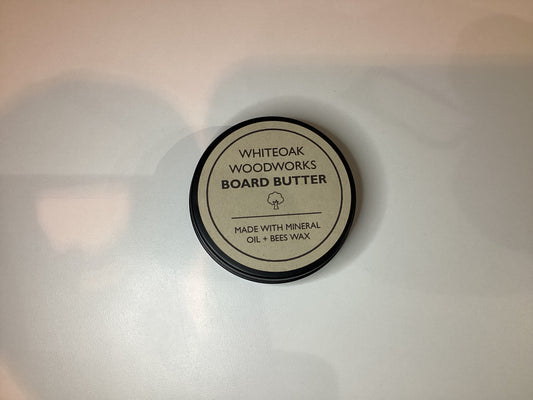 WHITEOAK
WOODWORKS
BOARD BUTTER
MADE WITH MINERAL
OIL + BEES WAX